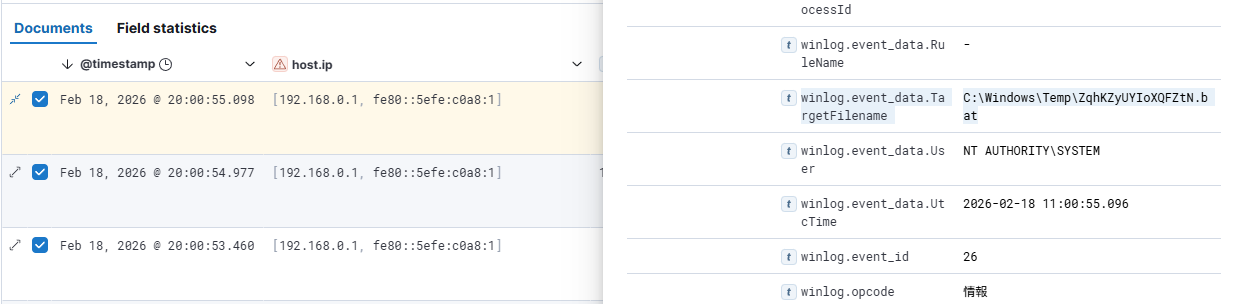 Documents Field statistics
@timestamp host.ip
Feb 18, 2026 @ 20:00:55.098 [192.168.0.1, fe80::5efe:c0a8:1]
Feb 18, 2026 @ 20:00:54.977 [192.168.0.1, fe80::5efe:c0a8:1] 1
Feb 18, 2026 @ 20:00:53.460 [192.168.0.1, fe80::5efe:c0a8:1]
ocessId
t winlog.event_data.Ru -
leName
t winlog.event_data.Ta C:\Windows\Temp\ZqhKZyUYIoXQFZtN.b
rgetFilename at
t winlog.event_data.Us NT AUTHORITY\SYSTEM
er
t winlog.event_data.Ut 2026-02-18 11:00:55.096
cTime
t winlog.event_id 26
t winlog.opcode 情報